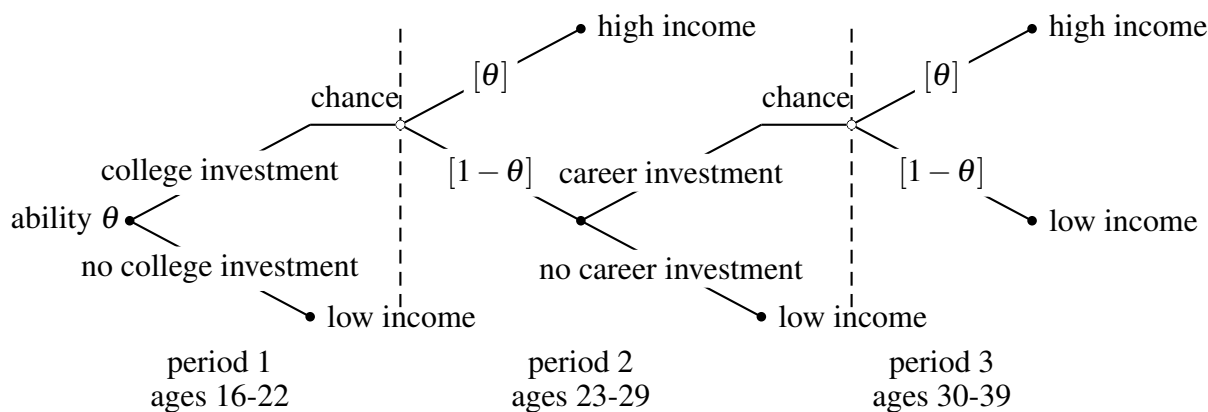 high income
high income
[θ]
[θ]
chance
chance
college investment
[1 − θ]
career investment
[1 − θ]
ability θ
low income
no college investment
no career investment
low income
low income
period 1
ages 16-22
period 2
ages 23-29
period 3
ages 30-39